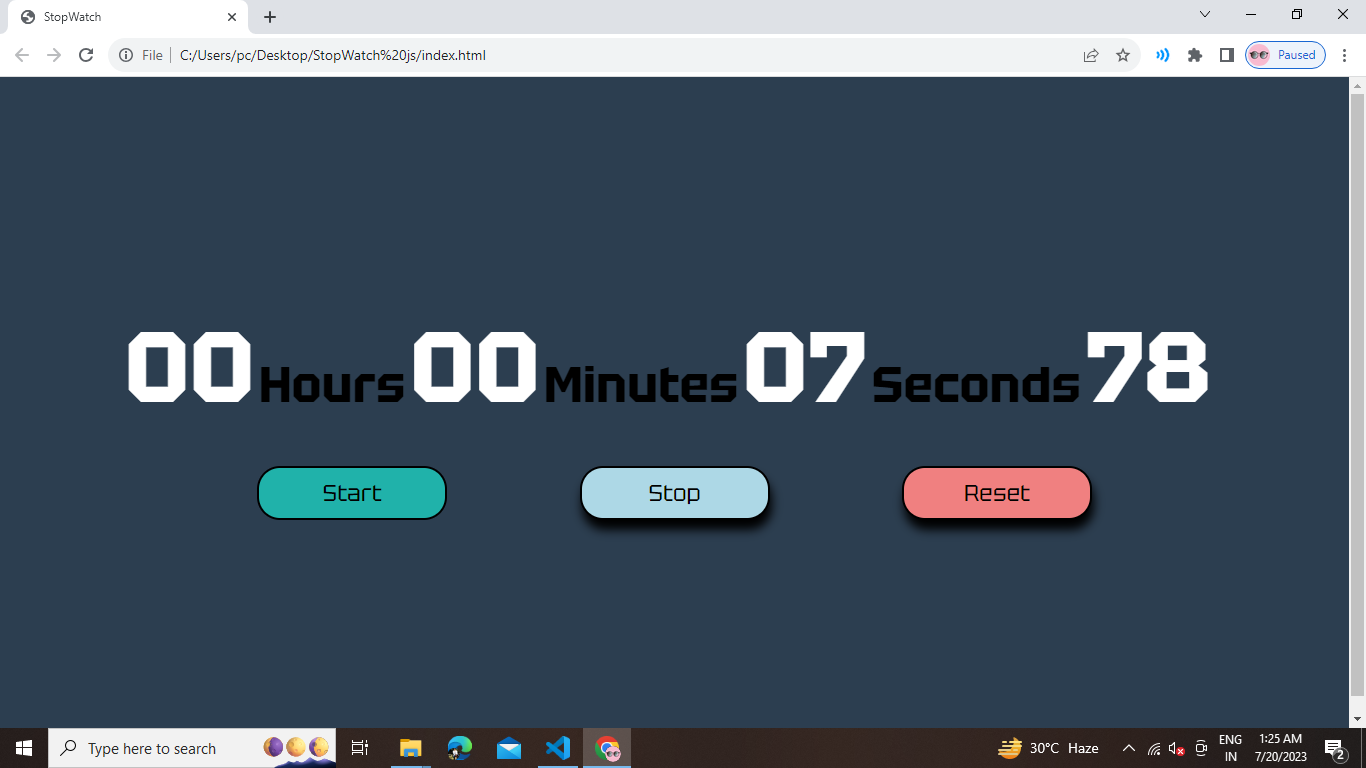 StopWatch
File C:/Users/pc/Desktop/StopWatch%20js/index.html Paused
00 Hours 00 Minutes 07 Seconds 78
Start Stop Reset
Type here to search 30°C Haze ENG 1:25 AM
IN 7/20/2023 2